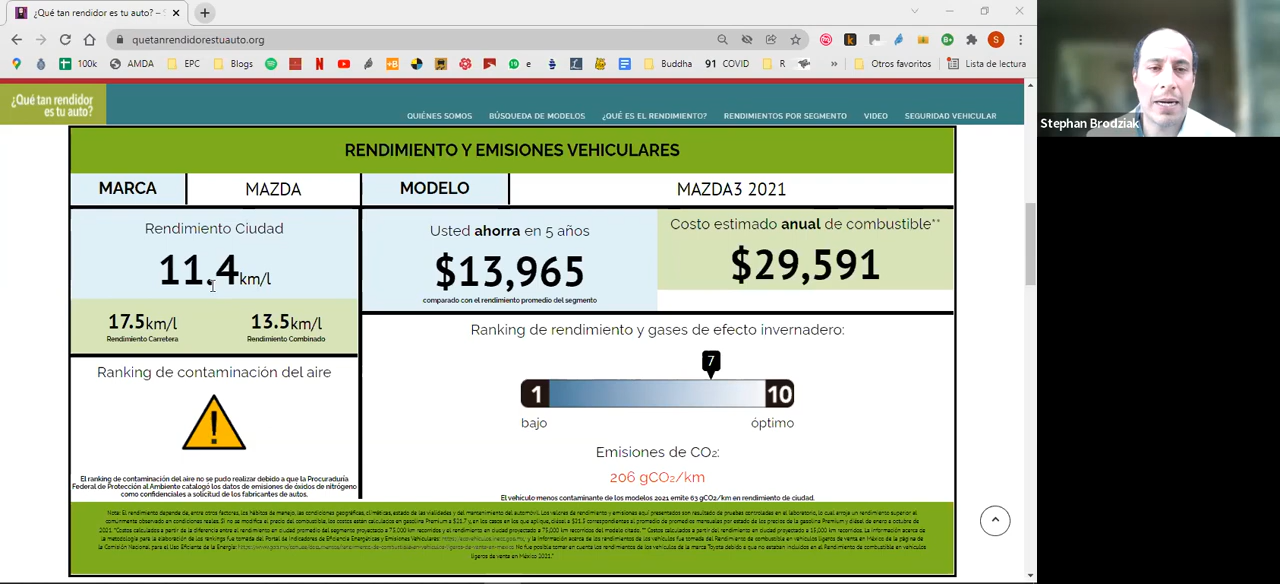 ¿Qué tan rendidor es tu auto? –
quetanrendidorestuauto.org
S
100k
AMDA
EPC
Blogs
19 e
Buddha
91 COVID
R
»
Otros favoritos
Lista de lectura
¿Qué tan rendidor
es tu auto?
QUIÉNES SOMOS
BÚSQUEDA DE MODELOS
¿QUÉ ES EL RENDIMIENTO?
RENDIMIENTOS POR SEGMENTO
VIDEO
SEGURIDAD VEHICULAR
Stephan Brodziak
RENDIMIENTO Y EMISIONES VEHICULARES
MARCA
MAZDA
MODELO
MAZDA3 2021
Rendimiento Ciudad
11.4km/l
17.5km/l
Rendimiento Carretera
13.5km/l
Rendimiento Combinado
Usted ahorra en 5 años
$13,965
comparado con el rendimiento promedio del segmento
Costo estimado anual de combustible**
$29,591
Ranking de contaminación del aire
El ranking de contaminación del aire no se pudo realizar debido a que la Procuraduría
Federal de Protección al Ambiente catalogó los datos de emisiones de óxidos de nitrógeno
como confidenciales a solicitud de los fabricantes de autos.
Ranking de rendimiento y gases de efecto invernadero:
7
1
10
bajo
óptimo
Emisiones de CO2:
206 gCO2/km
El vehículo menos contaminante de los modelos 2021 emite 63 gCO2/km en rendimiento de ciudad.